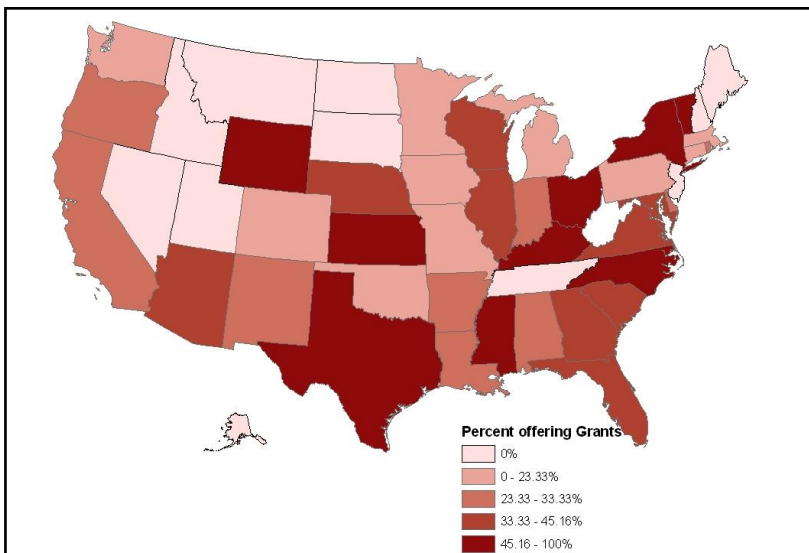 Percent offering Grants
0%
0 - 23.33%
23.33 - 33.33%
33.33 - 45.16%
45.16 - 100%